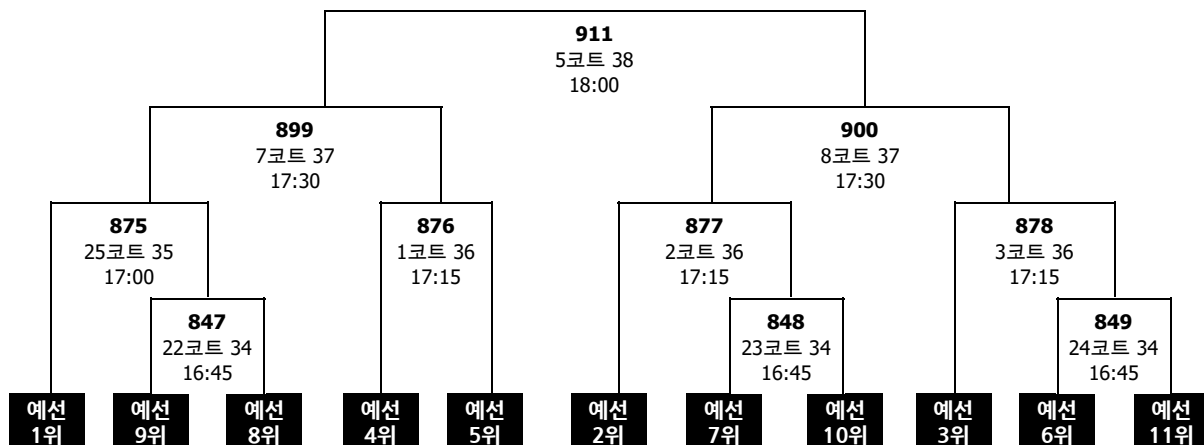 911
5코트 38
18:00
899
7코트 37
17:30
900
8코트 37
17:30
875
25코트 35
17:00
876
1코트 36
17:15
877
2코트 36
17:15
878
3코트 36
17:15
847
22코트 34
16:45
848
23코트 34
16:45
849
24코트 34
16:45
예선
1위
예선
9위
예선
8위
예선
4위
예선
5위
예선
2위
예선
7위
예선
10위
예선
3위
예선
6위
예선
11위